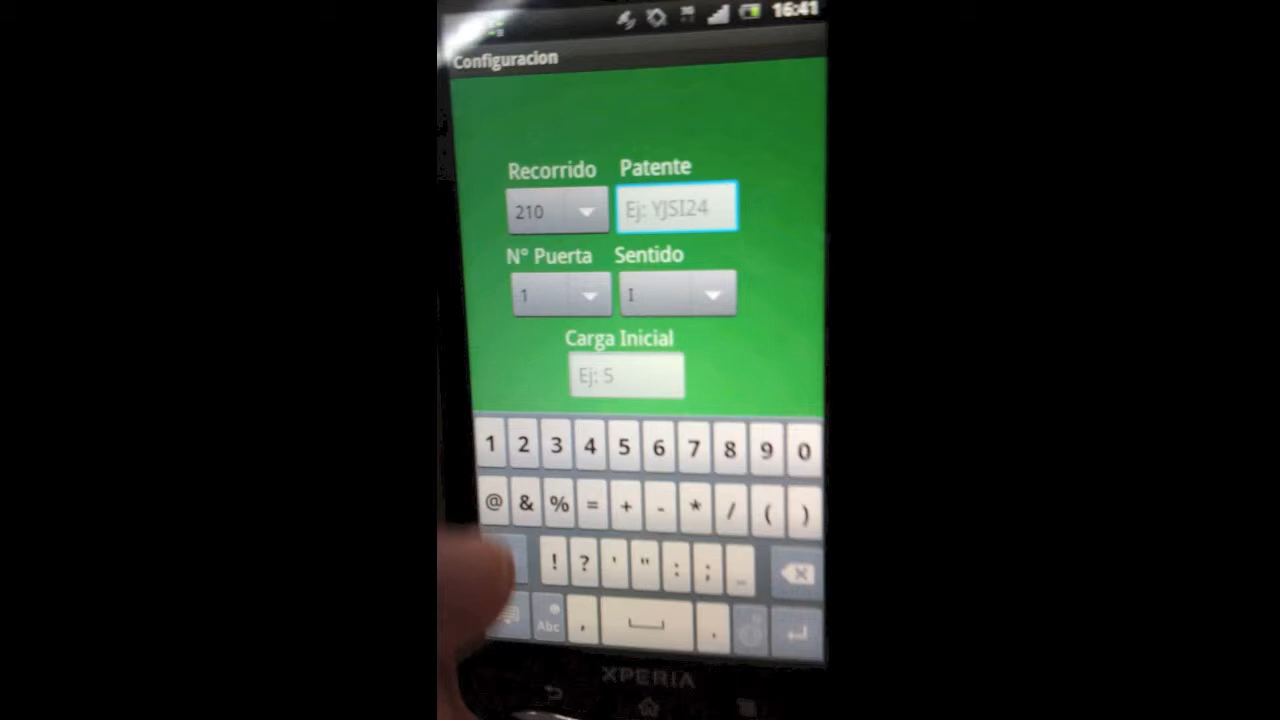 16:41
Configuracion
Recorrido Patente
210 Ej: YJSI24
N° Puerta Sentido
1 I
Carga Inicial
Ej: 5
1 2 3 4 5 6 7 8 9 0
@ & % = + - * / ( )
! ? ' " : ; _
Abc , .
XPERIA